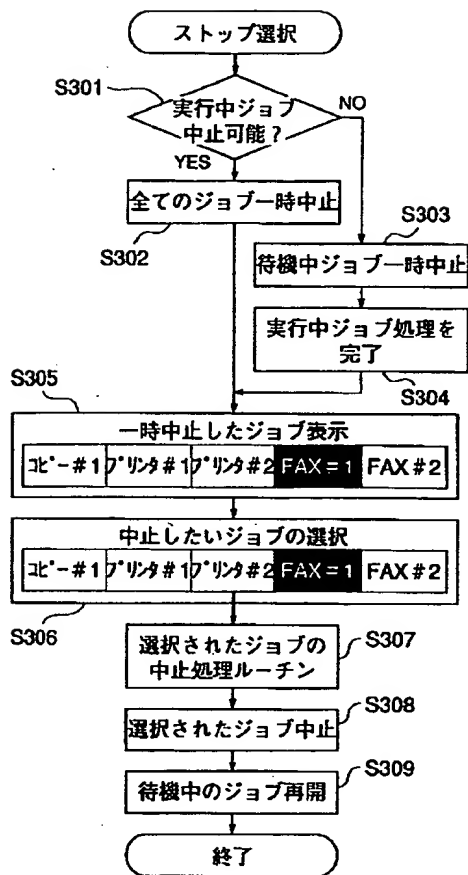 ストップ選択
S301
実行中ジョブ
中止可能?
NO
YES
全てのジョブ一時中止
S302
S303
待機中ジョブ一時中止
実行中ジョブ処理を
完了
S304
S305
一時中止したジョブ表示
コピー#1 プリンタ#1 プリンタ#2 FAX=1 FAX#2
中止したいジョブの選択
コピー#1 プリンタ#1 プリンタ#2 FAX=1 FAX#2
S306
選択されたジョブの
中止処理ルーチン
S307
選択されたジョブ中止
S308
待機中のジョブ再開
S309
終了